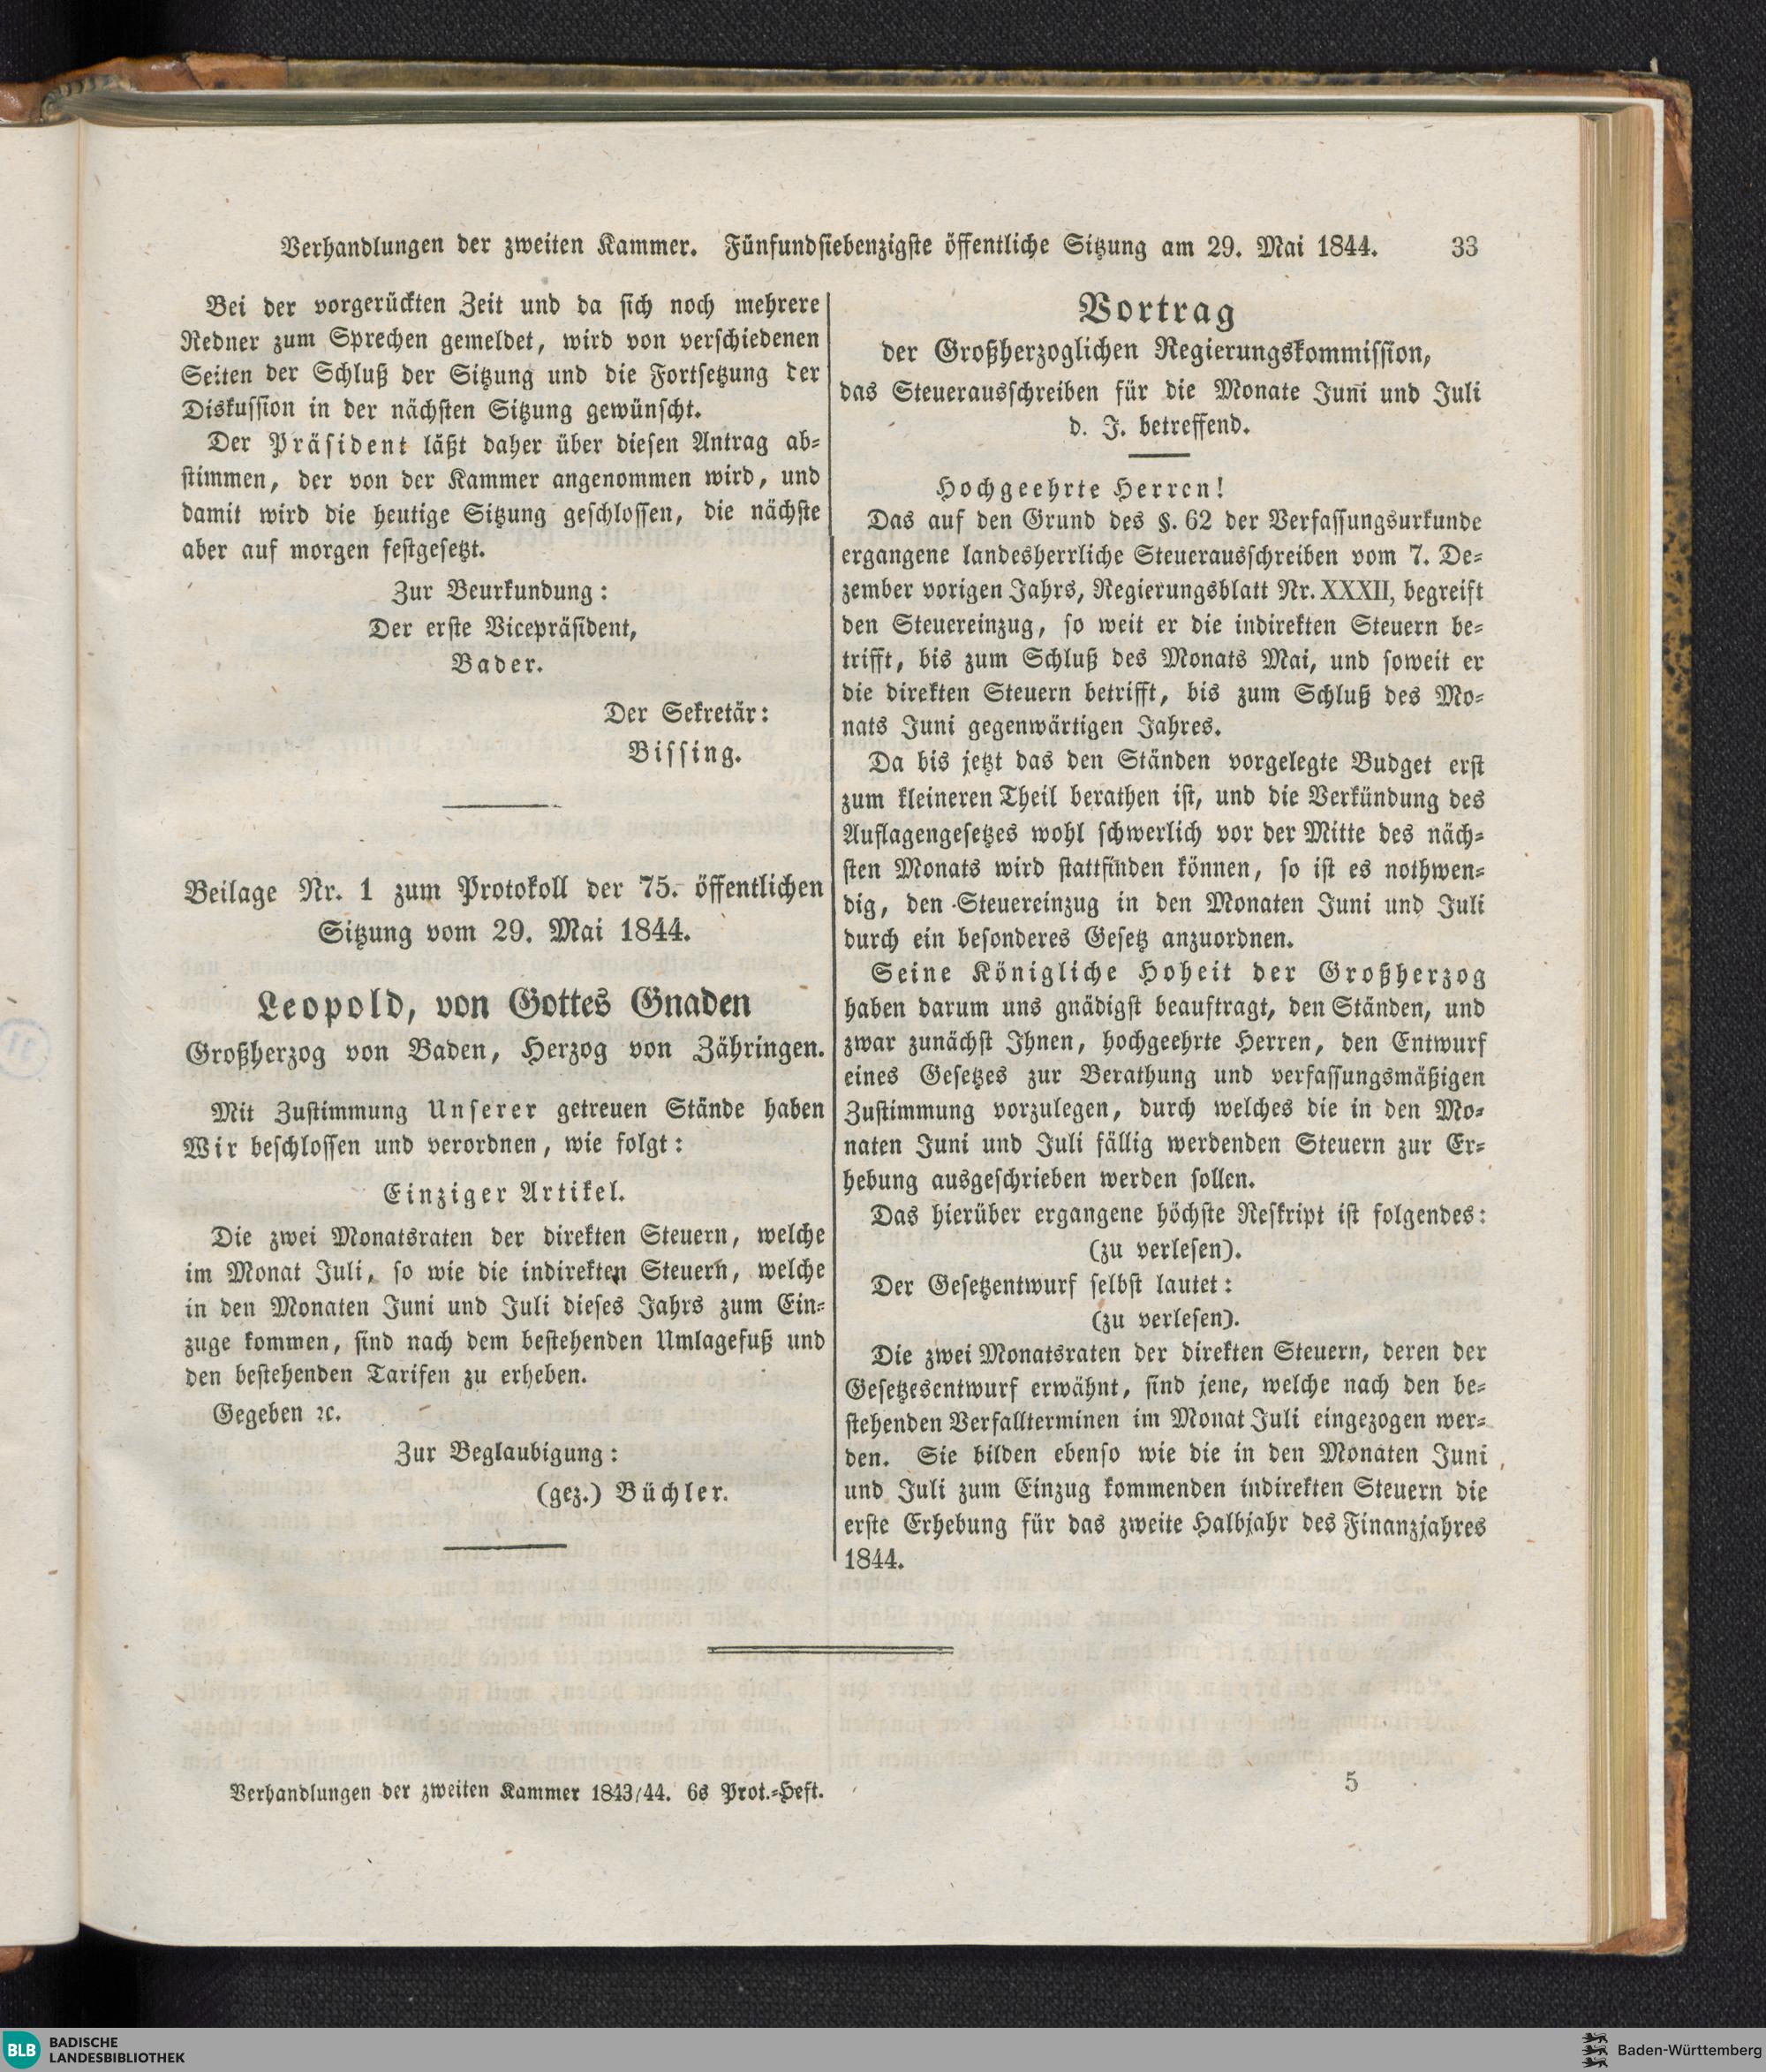 Verhandlungen der zweiten Kammer. Fünfundsiebenzigste öffentliche Sitzung am 29. Mai 1844. 33
Bei der vorgerückten Zeit und da sich noch mehrere
Redner zum Sprechen gemeldet, wird von verschiedenen
Seiten der Schluß der Sitzung und die Fortsetzung der
Diskussion in der nächsten Sitzung gewünscht.
Der Präsident läßt daher über diesen Antrag ab-
stimmen, der von der Kammer angenommen wird, und
damit wird die heutige Sitzung geschlossen, die nächste
aber auf morgen festgesetzt.
Zur Beurkundung:
Der erste Vicepräsident,
Bader.
Der Sekretär:
Bissing.
Beilage Nr. 1 zum Protokoll der 75. öffentlichen
Sitzung vom 29. Mai 1844.
Leopold, von Gottes Gnaden
Großherzog von Baden, Herzog von Zähringen.
Mit Zustimmung Unserer getreuen Stände haben
Wir beschlossen und verordnen, wie folgt:
Einziger Artikel.
Die zwei Monatsraten der direkten Steuern, welche
im Monat Juli, so wie die indirekten Steuern, welche
in den Monaten Juni und Juli dieses Jahrs zum Ein-
zuge kommen, sind nach dem bestehenden Umlagefuß und
den bestehenden Tarifen zu erheben.
Gegeben ꝛc.
Zur Beglaubigung:
(gez.) Büchler.
Vortrag
der Großherzoglichen Regierungskommission,
das Steuerausschreiben für die Monate Juni und Juli
d. J. betreffend.
Hochgeehrte Herren!
Das auf den Grund des §. 62 der Verfassungsurkunde
ergangene landesherrliche Steuerausschreiben vom 7. De-
zember vorigen Jahrs, Regierungsblatt Nr. XXXII, begreift
den Steuereinzug, so weit er die indirekten Steuern be-
trifft, bis zum Schluß des Monats Mai, und soweit er
die direkten Steuern betrifft, bis zum Schluß des Mo-
nats Juni gegenwärtigen Jahres.
Da bis jetzt das den Ständen vorgelegte Budget erst
zum kleineren Theil berathen ist, und die Verkündung des
Auflagengesetzes wohl schwerlich vor der Mitte des näch-
sten Monats wird stattfinden können, so ist es nothwen-
dig, den Steuereinzug in den Monaten Juni und Juli
durch ein besonderes Gesetz anzuordnen.
Seine Königliche Hoheit der Großherzog
haben darum uns gnädigst beauftragt, den Ständen, und
zwar zunächst Ihnen, hochgeehrte Herren, den Entwurf
eines Gesetzes zur Berathung und verfassungsmäßigen
Zustimmung vorzulegen, durch welches die in den Mo-
naten Juni und Juli fällig werdenden Steuern zur Er-
hebung ausgeschrieben werden sollen.
Das hierüber ergangene höchste Reskript ist folgendes:
(zu verlesen).
Der Gesetzentwurf selbst lautet:
(zu verlesen).
Die zwei Monatsraten der direkten Steuern, deren der
Gesetzesentwurf erwähnt, sind jene, welche nach den be-
stehenden Verfallterminen im Monat Juli eingezogen wer-
den. Sie bilden ebenso wie die in den Monaten Juni
und Juli zum Einzug kommenden indirekten Steuern die
erste Erhebung für das zweite Halbjahr des Finanzjahres
1844.
Verhandlungen der zweiten Kammer 1843/44. 6s Prot.-Heft. 5
BLB BADISCHE
LANDESBIBLIOTHEK
Baden-Württemberg